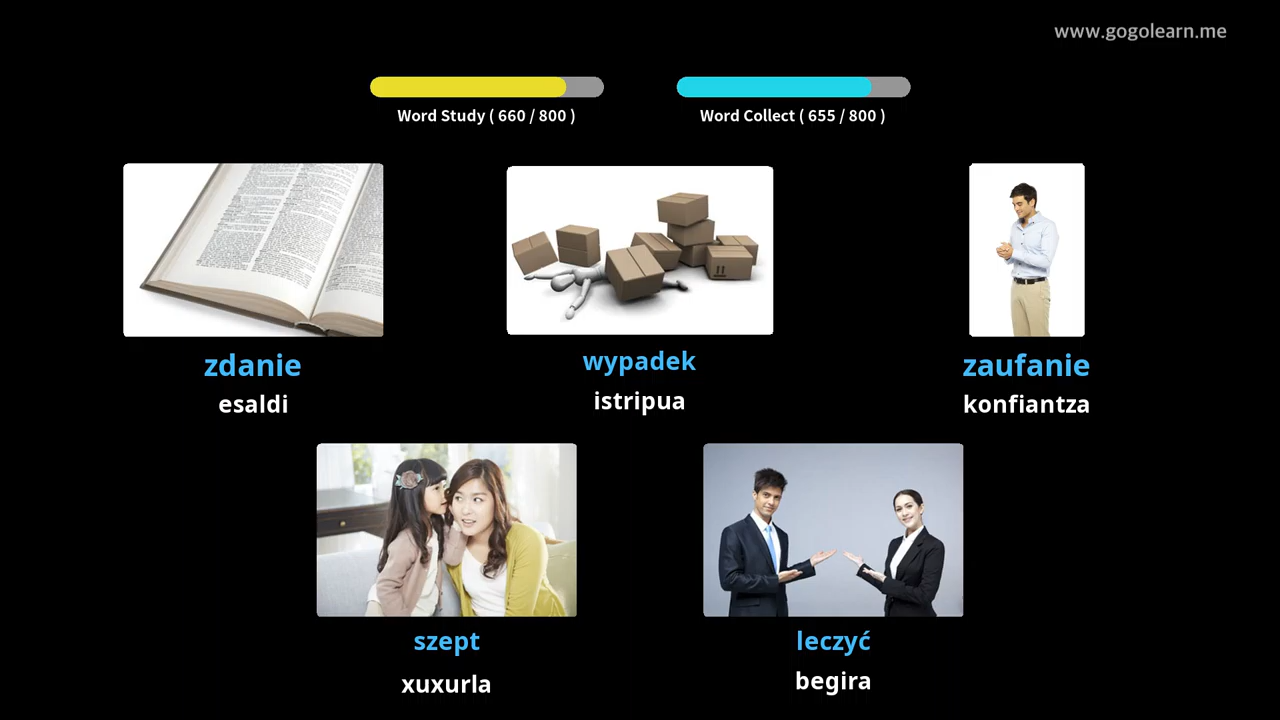 www.gogolearn.me
Word Study ( 660 / 800 )
Word Collect ( 655 / 800 )
zdanie
esaldi
wypadek
istripua
zaufanie
konfiantza
szept
xuxurla
leczyć
begira